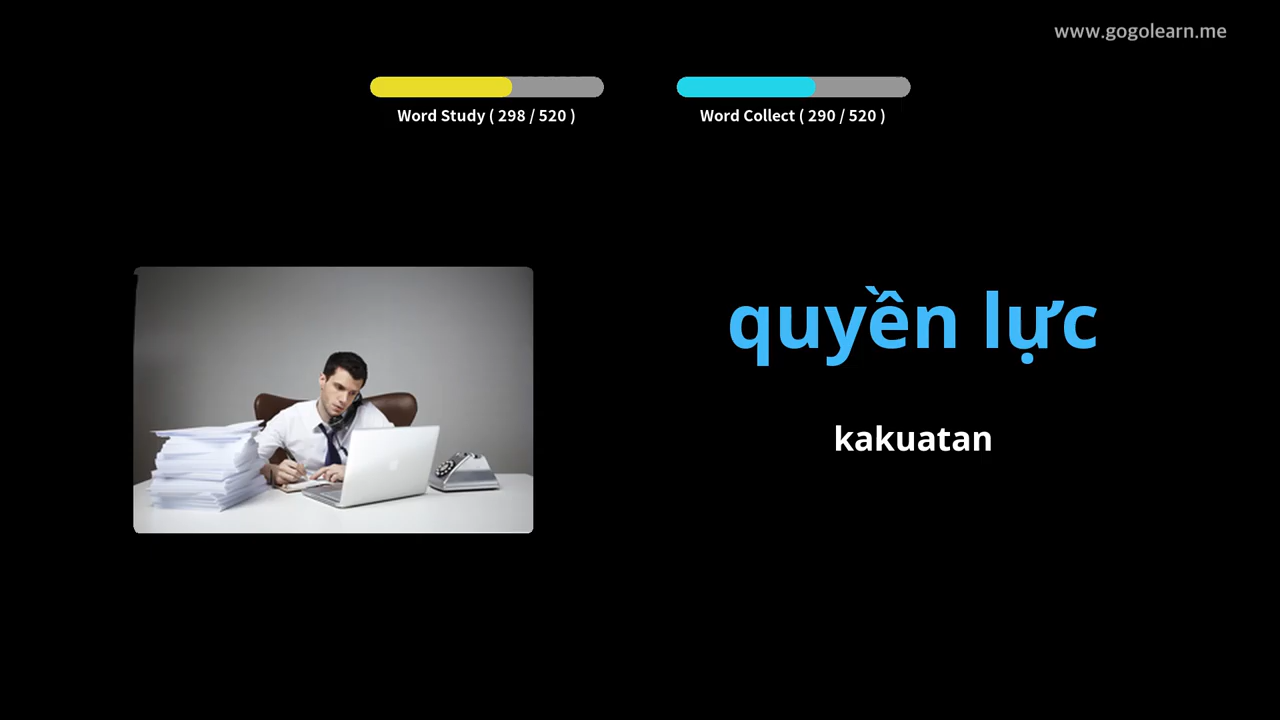 www.gogolearn.me
Word Study ( 298 / 520 )
Word Collect ( 290 / 520 )
quyền lực
kakuatan